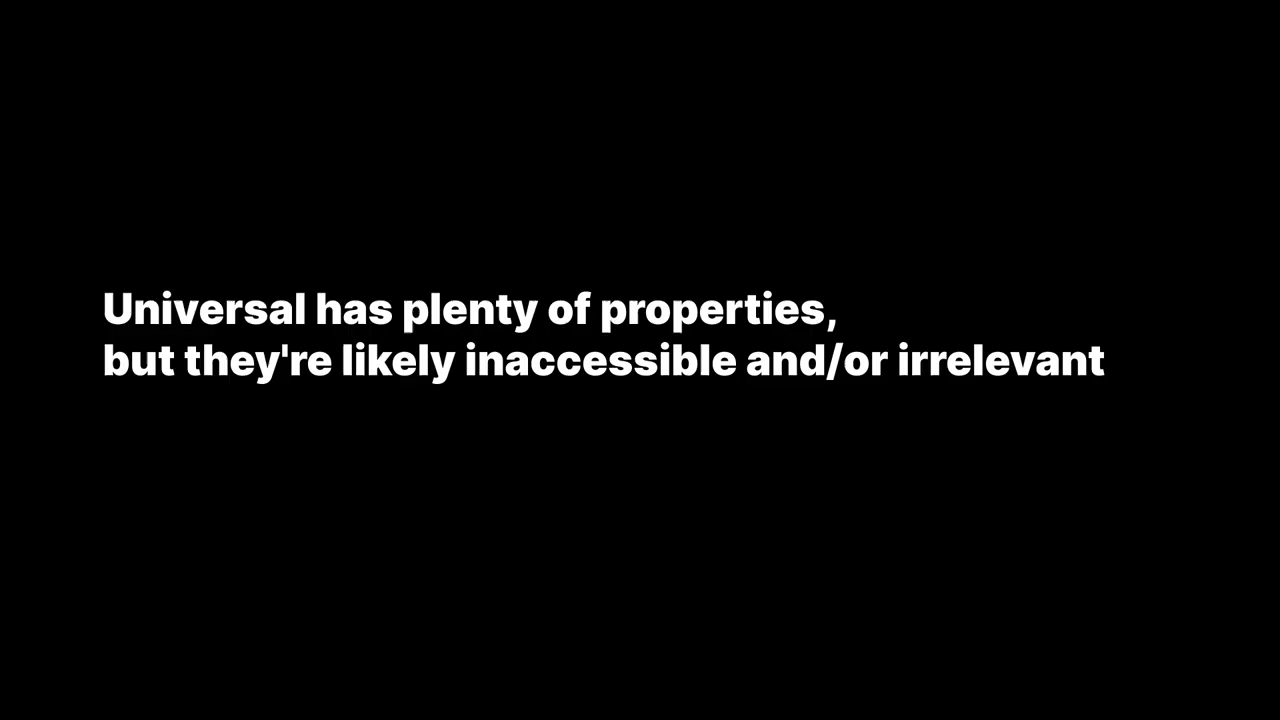 Universal has plenty of properties,
but they're likely inaccessible and/or irrelevant